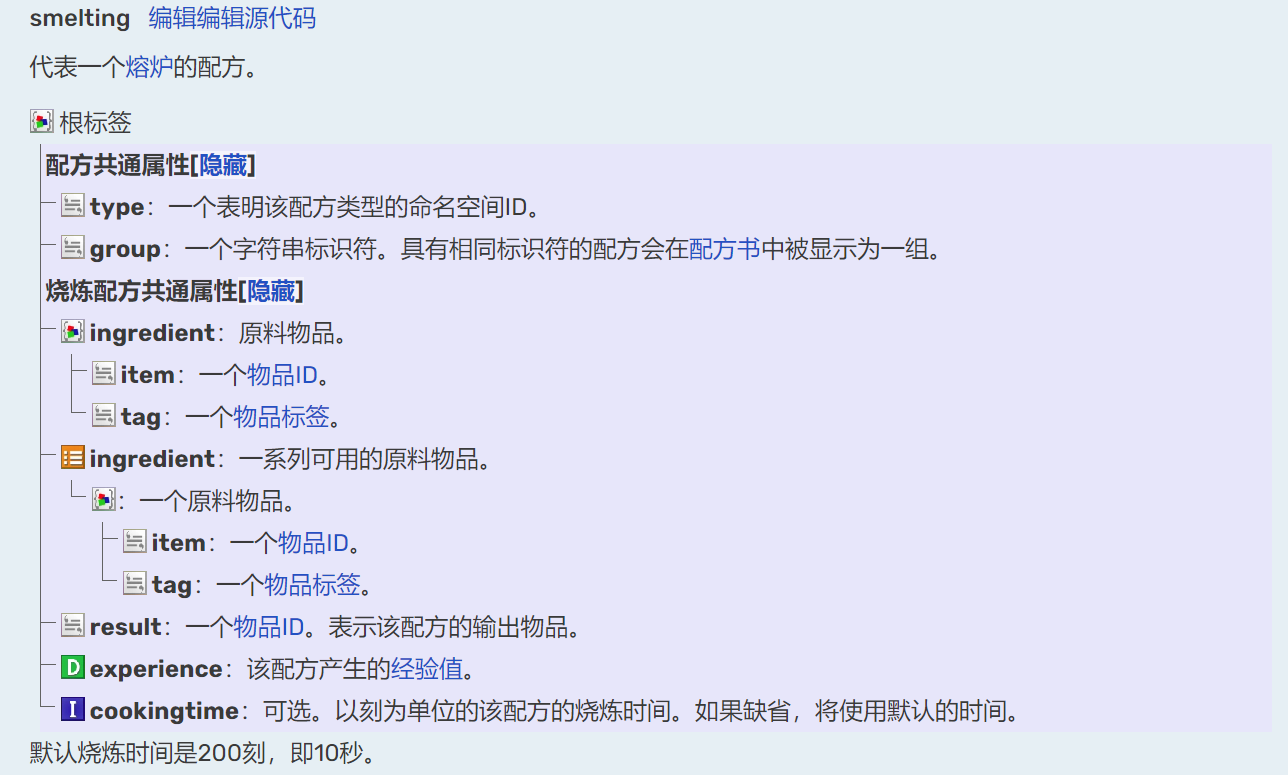 smelting 编辑编辑源代码
代表一个熔炉的配方。
根标签
配方共通属性[隐藏]
type：一个表明该配方类型的命名空间ID。
group：一个字符串标识符。具有相同标识符的配方会在配方书中被显示为一组。
烧炼配方共通属性[隐藏]
ingredient：原料物品。
item：一个物品ID。
tag：一个物品标签。
ingredient：一系列可用的原料物品。
：一个原料物品。
item：一个物品ID。
tag：一个物品标签。
result：一个物品ID。表示该配方的输出物品。
D experience：该配方产生的经验值。
I cookingtime：可选。以刻为单位的该配方的烧炼时间。如果缺省，将使用默认的时间。
默认烧炼时间是200刻，即10秒。